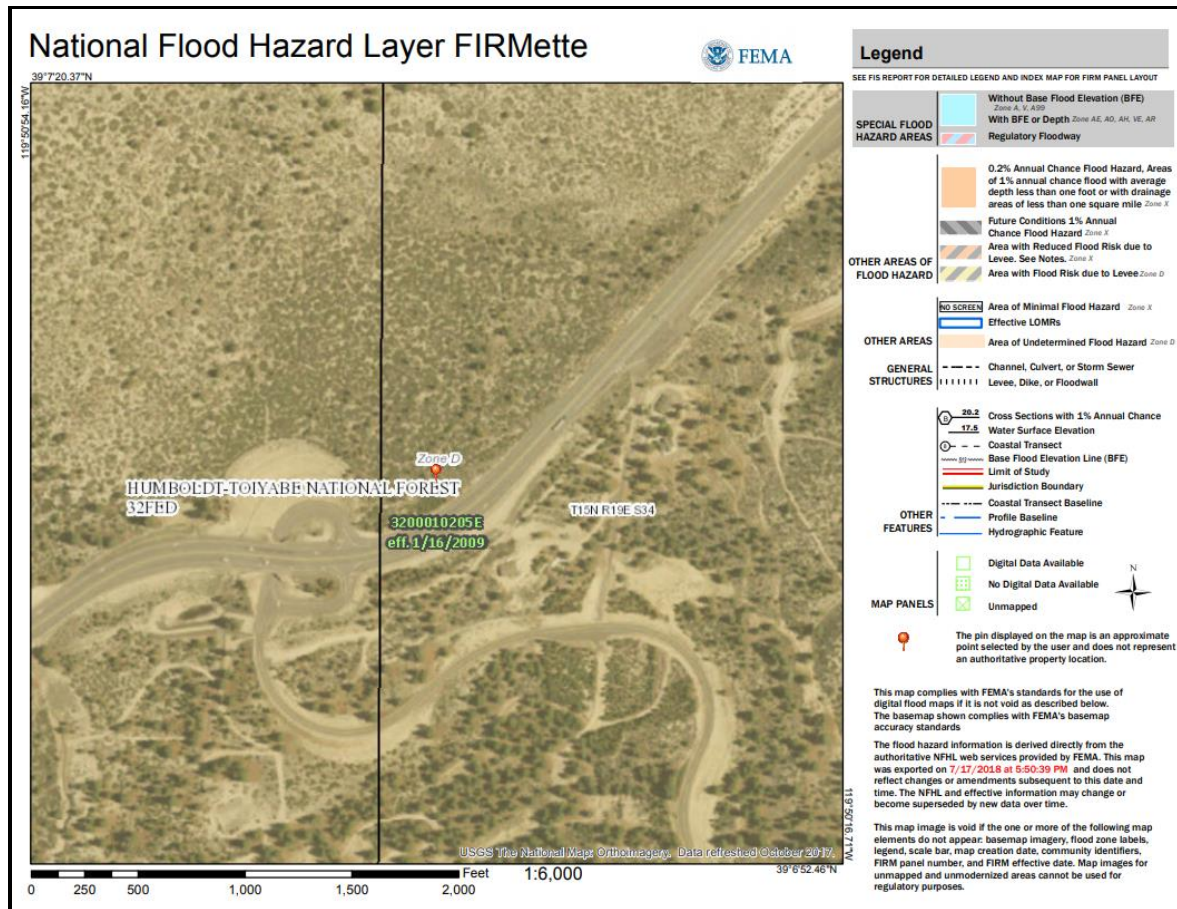 National Flood Hazard Layer FIRMette
FEMA
39°7'20.37"N
119°50'54.16"W
Zone D
HUMBOLDT-TOIYABE NATIONAL FOREST
32FED
3200010205E
eff. 1/16/2009
T15N R19E S34
USGS The National Map: Orthoimagery. Data refreshed October 2017.
119°50'16.71"W
39°6'52.46"N
Feet
1:6,000
0
250
500
1,000
1,500
2,000
Legend
SEE FIS REPORT FOR DETAILED LEGEND AND INDEX MAP FOR FIRM PANEL LAYOUT
SPECIAL FLOOD
HAZARD AREAS
Without Base Flood Elevation (BFE)
Zone A, V, A99
With BFE or Depth Zone AE, AO, AH, VE, AR
Regulatory Floodway
OTHER AREAS OF
FLOOD HAZARD
0.2% Annual Chance Flood Hazard, Areas
of 1% annual chance flood with average
depth less than one foot or with drainage
areas of less than one square mile Zone X
Future Conditions 1% Annual
Chance Flood Hazard Zone X
Area with Reduced Flood Risk due to
Levee. See Notes. Zone X
Area with Flood Risk due to Levee Zone D
OTHER AREAS
NO SCREEN Area of Minimal Flood Hazard Zone X
Effective LOMRs
Area of Undetermined Flood Hazard Zone D
GENERAL
STRUCTURES
Channel, Culvert, or Storm Sewer
Levee, Dike, or Floodwall
OTHER
FEATURES
B 20.2 Cross Sections with 1% Annual Chance
17.5 Water Surface Elevation
Coastal Transect
Base Flood Elevation Line (BFE)
Limit of Study
Jurisdiction Boundary
Coastal Transect Baseline
Profile Baseline
Hydrographic Feature
MAP PANELS
Digital Data Available
No Digital Data Available
Unmapped
N
The pin displayed on the map is an approximate
point selected by the user and does not represent
an authoritative property location.
This map complies with FEMA's standards for the use of
digital flood maps if it is not void as described below.
The basemap shown complies with FEMA's basemap
accuracy standards
The flood hazard information is derived directly from the
authoritative NFHL web services provided by FEMA. This map
was exported on 7/17/2018 at 5:50:39 PM and does not
reflect changes or amendments subsequent to this date and
time. The NFHL and effective information may change or
become superseded by new data over time.
This map image is void if the one or more of the following map
elements do not appear: basemap imagery, flood zone labels,
legend, scale bar, map creation date, community identifiers,
FIRM panel number, and FIRM effective date. Map images for
unmapped and unmodernized areas cannot be used for
regulatory purposes.